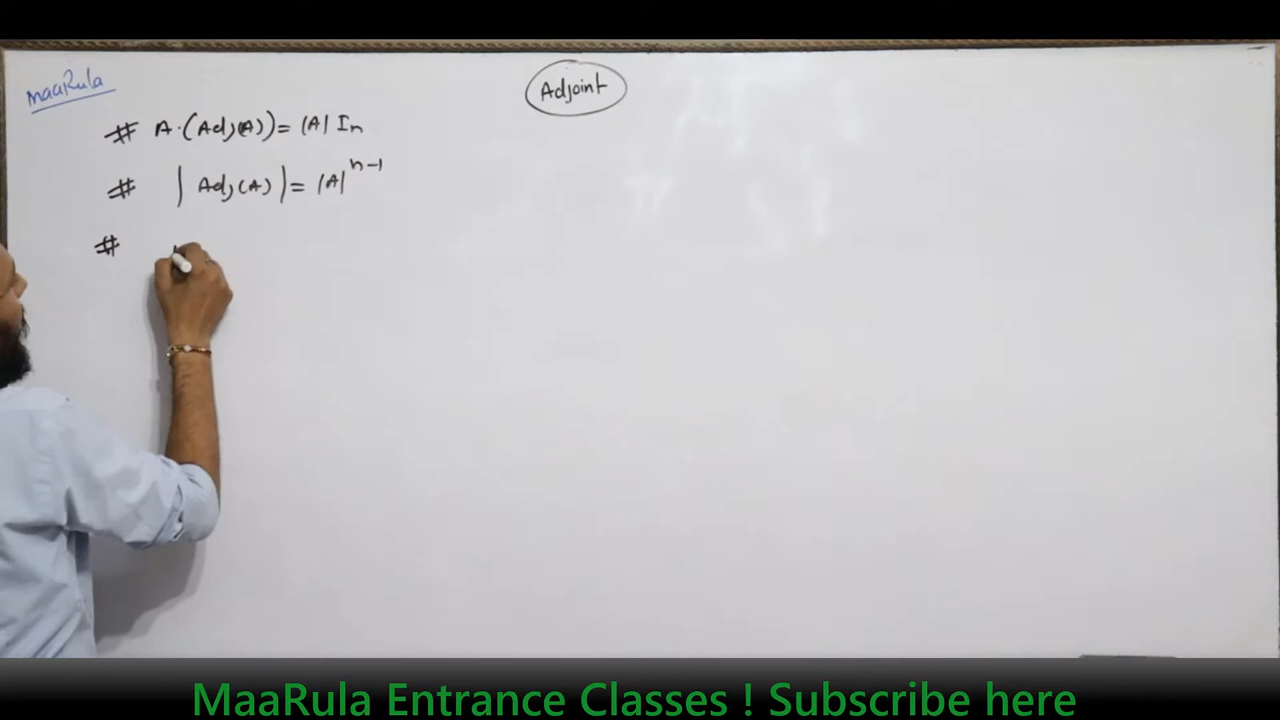 MaaRula
Adjoint
# A·(Adj(A)) = |A| In
# |Adj(A)| = |A|^n-1
#
MaaRula Entrance Classes ! Subscribe here